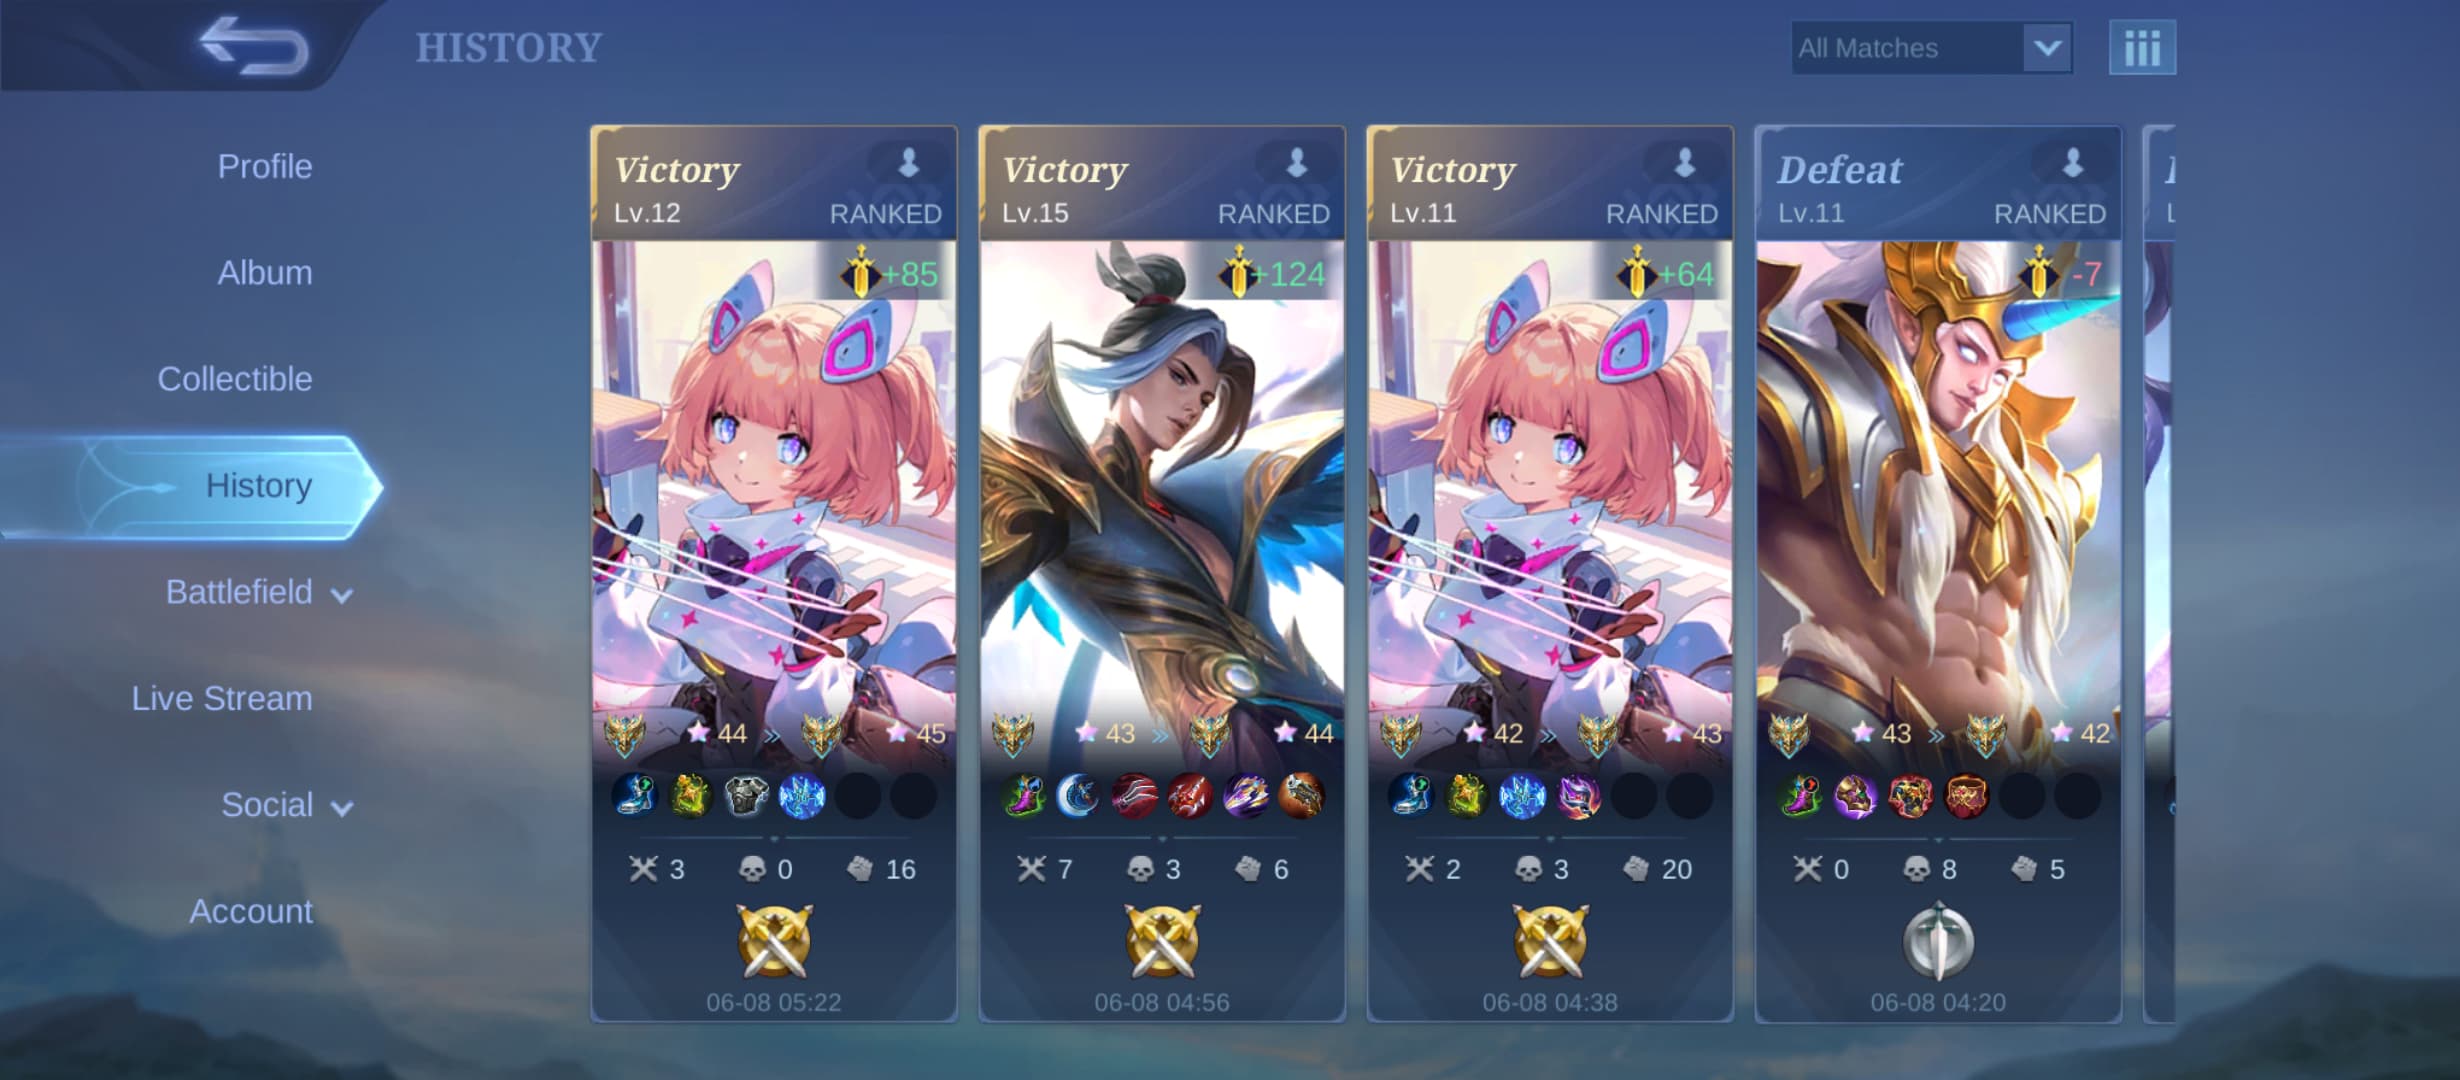 HISTORY
All Matches
Profile
Album
Collectible
History
Battlefield
Live Stream
Social
Account
Victory
Lv.12
RANKED
+85
44
45
3
0
16
06-08 05:22
Victory
Lv.15
RANKED
+124
43
44
7
3
6
06-08 04:56
Victory
Lv.11
RANKED
+64
42
43
2
3
20
06-08 04:38
Defeat
Lv.11
RANKED
-7
43
42
0
8
5
06-08 04:20